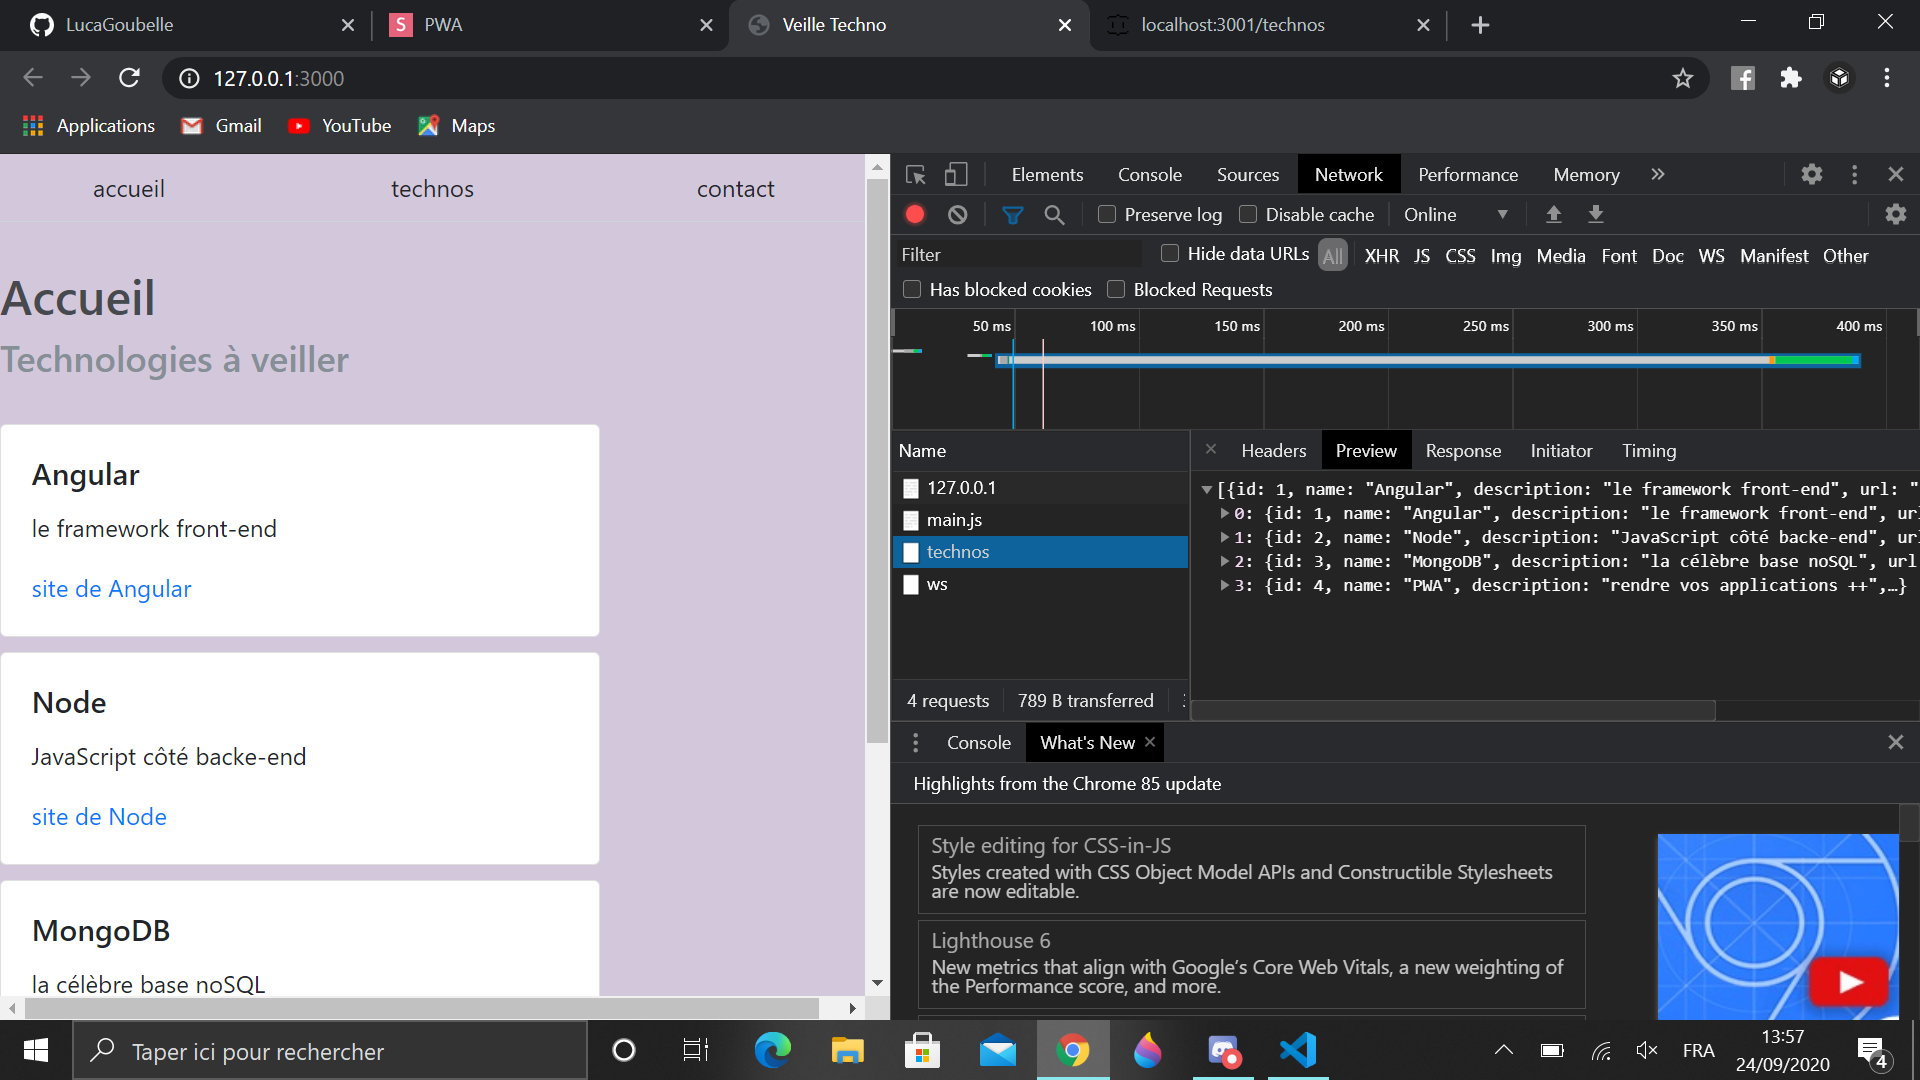 LucaGoubelle
PWA
Veille Techno
localhost:3001/technos
127.0.0.1:3000
Applications
Gmail
YouTube
Maps
accueil
technos
contact
Accueil
Technologies à veiller
Angular
le framework front-end
site de Angular
Node
JavaScript côté backe-end
site de Node
MongoDB
la célèbre base noSQL
Elements
Console
Sources
Network
Performance
Memory
Preserve log
Disable cache
Online
Filter
Hide data URLs
All
XHR
JS
CSS
Img
Media
Font
Doc
WS
Manifest
Other
Has blocked cookies
Blocked Requests
50 ms
100 ms
150 ms
200 ms
250 ms
300 ms
350 ms
400 ms
Name
127.0.0.1
main.js
technos
ws
4 requests
789 B transferred
Headers
Preview
Response
Initiator
Timing
[{id: 1, name: "Angular", description: "le framework front-end", url: "
0: {id: 1, name: "Angular", description: "le framework front-end", url
1: {id: 2, name: "Node", description: "JavaScript côté backe-end", url
2: {id: 3, name: "MongoDB", description: "la célèbre base noSQL", url
3: {id: 4, name: "PWA", description: "rendre vos applications ++",…}
Console
What's New
Highlights from the Chrome 85 update
Style editing for CSS-in-JS
Styles created with CSS Object Model APIs and Constructible Stylesheets
are now editable.
Lighthouse 6
New metrics that align with Google’s Core Web Vitals, a new weighting of
the Performance score, and more.
Taper ici pour rechercher
FRA
13:57
24/09/2020
4